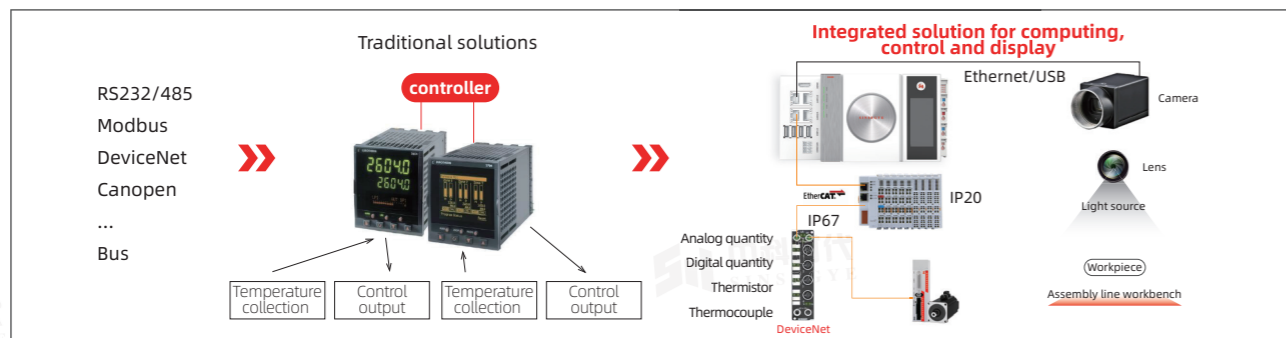 Traditional solutions
Integrated solution for computing,
control and display
RS232/485
Modbus
DeviceNet
Canopen
...
Bus
controller
2604.0
2604.0
Temperature
collection
Control
output
Temperature
collection
Control
output
Ethernet/USB
Camera
Lens
Light source
EtherCAT
IP20
IP67
Analog quantity
Digital quantity
Thermistor
Thermocouple
DeviceNet
Workpiece
Assembly line workbench